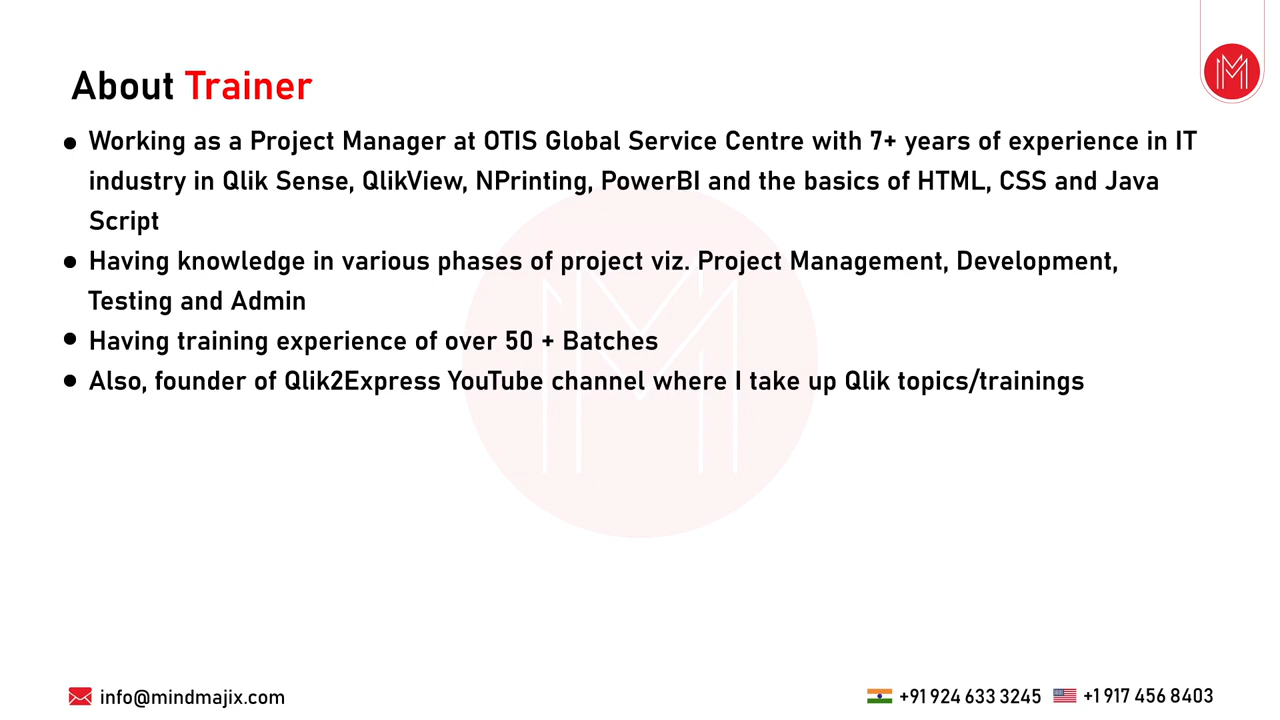 About Trainer
Working as a Project Manager at OTIS Global Service Centre with 7+ years of experience in IT
industry in Qlik Sense, QlikView, NPrinting, PowerBI and the basics of HTML, CSS and Java
Script
Having knowledge in various phases of project viz. Project Management, Development,
Testing and Admin
Having training experience of over 50 + Batches
Also, founder of Qlik2Express YouTube channel where I take up Qlik topics/trainings
info@mindmajix.com
+91 924 633 3245
+1 917 456 8403